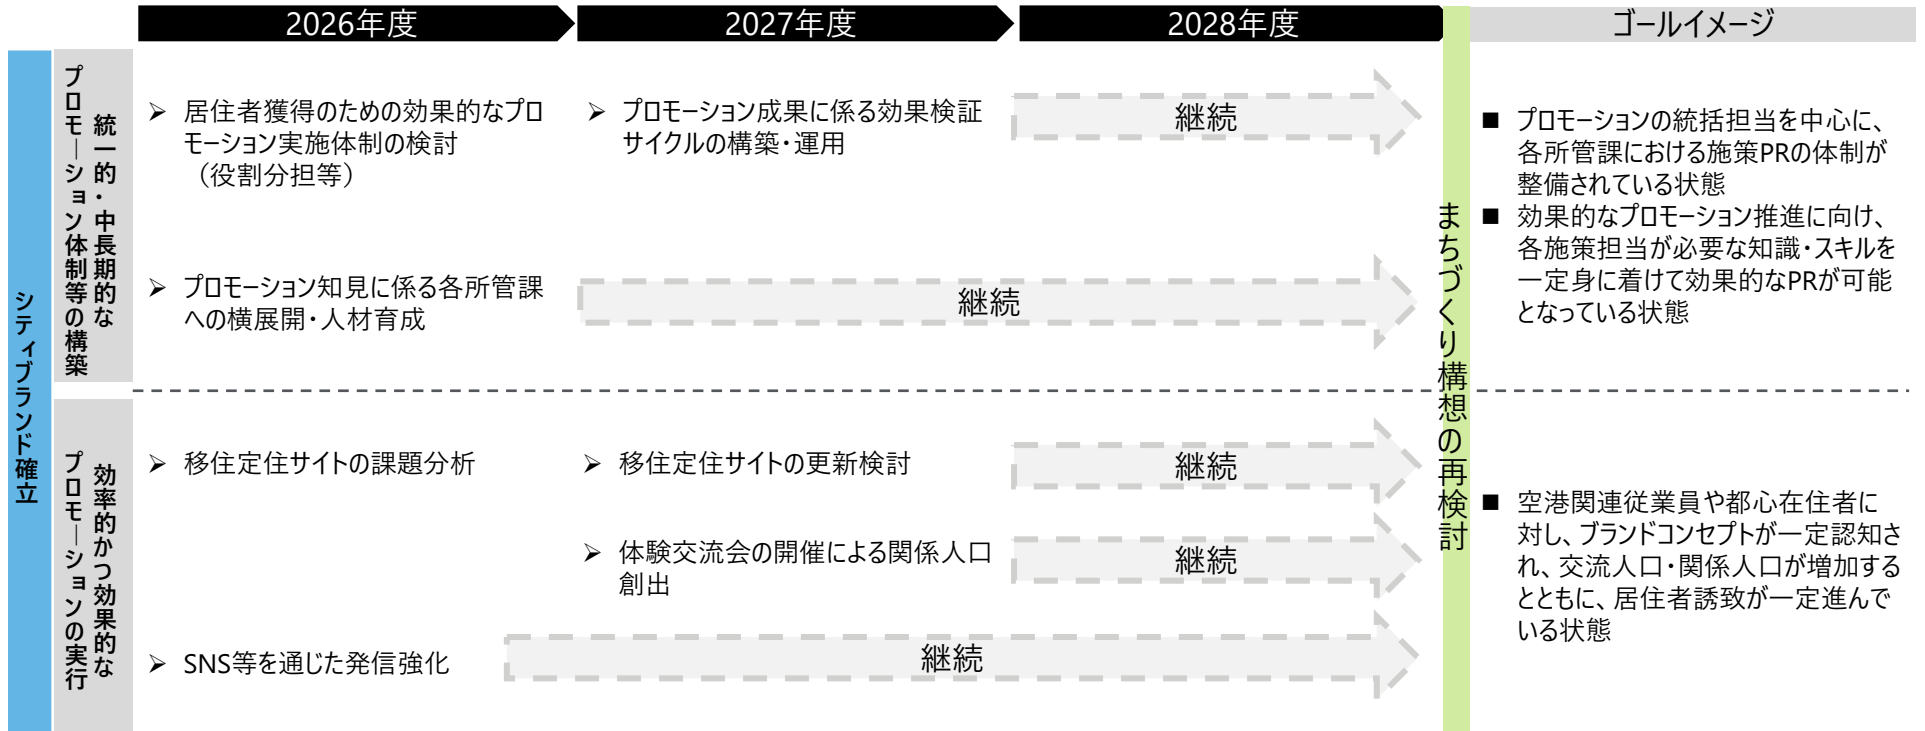 2026年度
2027年度
2028年度
ゴールイメージ
シティブランド確立
統一的・中長期的な
プロモーション体制等の構築
➢ 居住者獲得のための効果的なプロ
モーション実施体制の検討
（役割分担等）
➢ プロモーション成果に係る効果検証
サイクルの構築・運用
継続
➢ プロモーション知見に係る各所管課
への横展開・人材育成
継続
■ プロモーションの統括担当を中心に、
各所管課における施策PRの体制が
整備されている状態
■ 効果的なプロモーション推進に向け、
各施策担当が必要な知識・スキルを
一定身に着けて効果的なPRが可能
となっている状態
まちづくり構想の再検討
効率的かつ効果的な
プロモーションの実行
➢ 移住定住サイトの課題分析
➢ 移住定住サイトの更新検討
継続
➢ 体験交流会の開催による関係人口
創出
継続
➢ SNS等を通じた発信強化
継続
■ 空港関連従業員や都心在住者に
対し、ブランドコンセプトが一定認知さ
れ、交流人口・関係人口が増加する
とともに、居住者誘致が一定進んで
いる状態